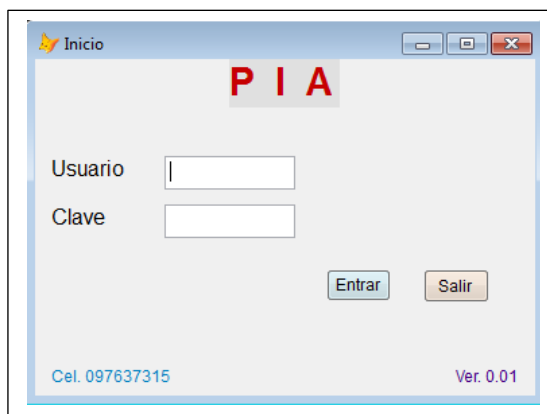 Inicio
P I A
Usuario
Clave
Entrar Salir
Cel. 097637315 Ver. 0.01